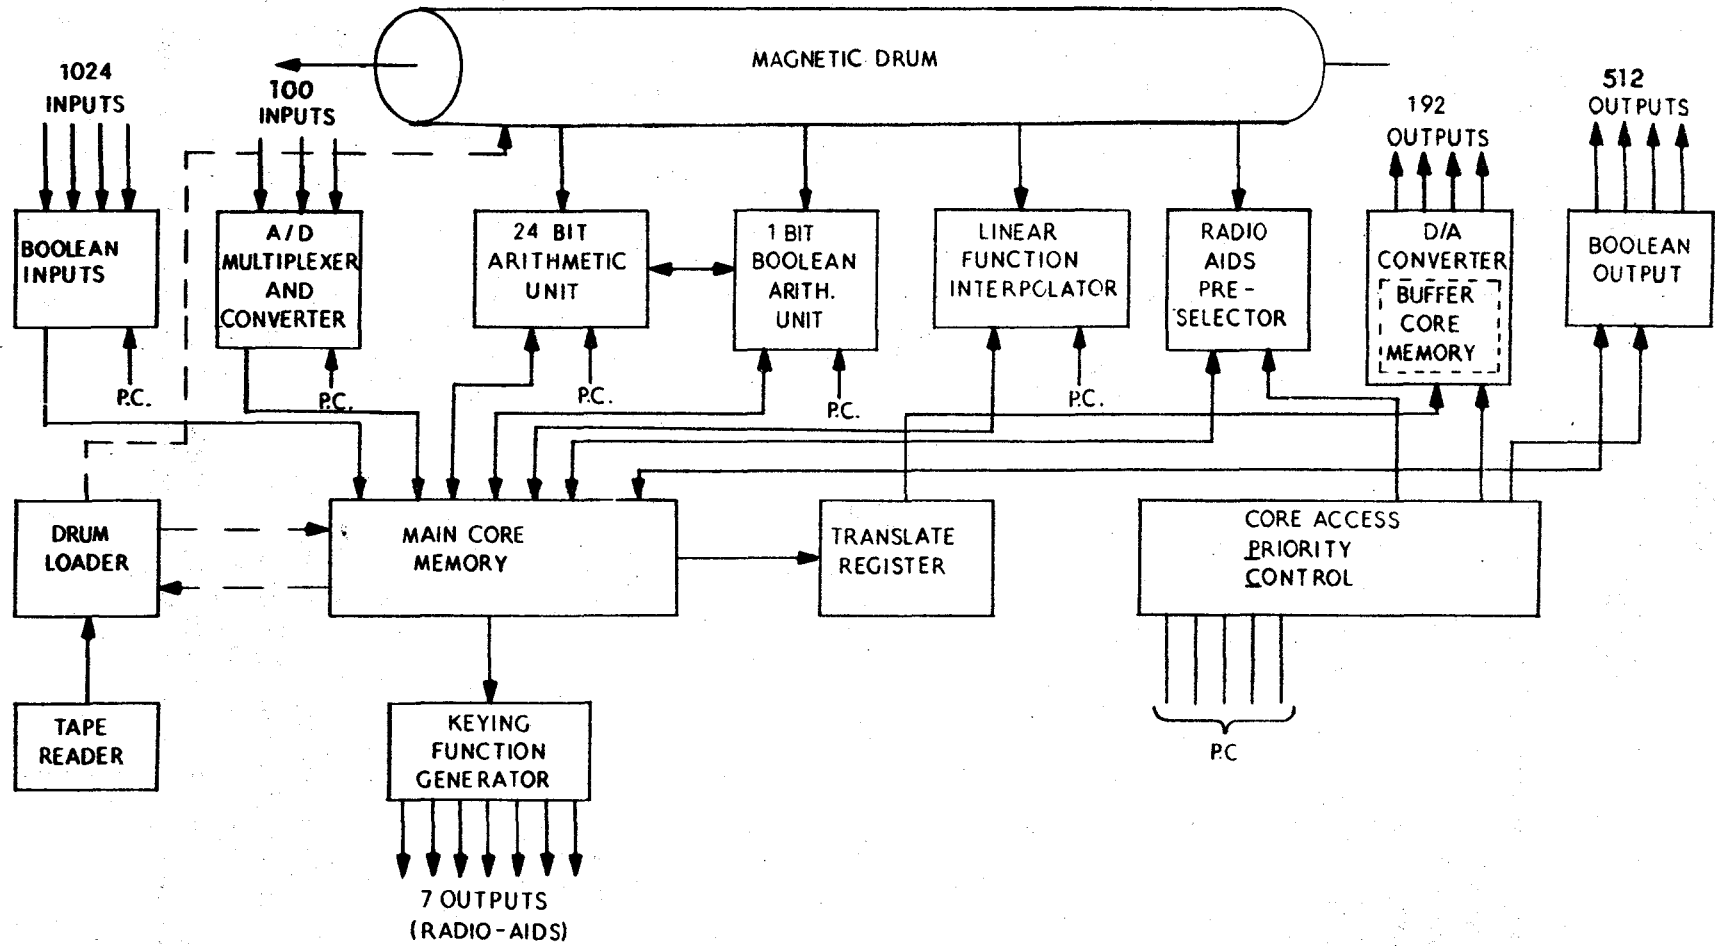 MAGNETIC DRUM
1024
INPUTS
100
INPUTS
192
OUTPUTS
512
OUTPUTS
BOOLEAN
INPUTS
A/D
MULTIPLEXER
AND
CONVERTER
24 BIT
ARITHMETIC
UNIT
1 BIT
BOOLEAN
ARITH.
UNIT
LINEAR
FUNCTION
INTERPOLATOR
RADIO
AIDS
PRE-
SELECTOR
D/A
CONVERTER
BUFFER
CORE
MEMORY
BOOLEAN
OUTPUT
P.C.
P.C.
P.C.
P.C.
P.C.
DRUM
LOADER
MAIN CORE
MEMORY
TRANSLATE
REGISTER
CORE ACCESS
PRIORITY
CONTROL
TAPE
READER
KEYING
FUNCTION
GENERATOR
P.C
7 OUTPUTS
(RADIO-AIDS)